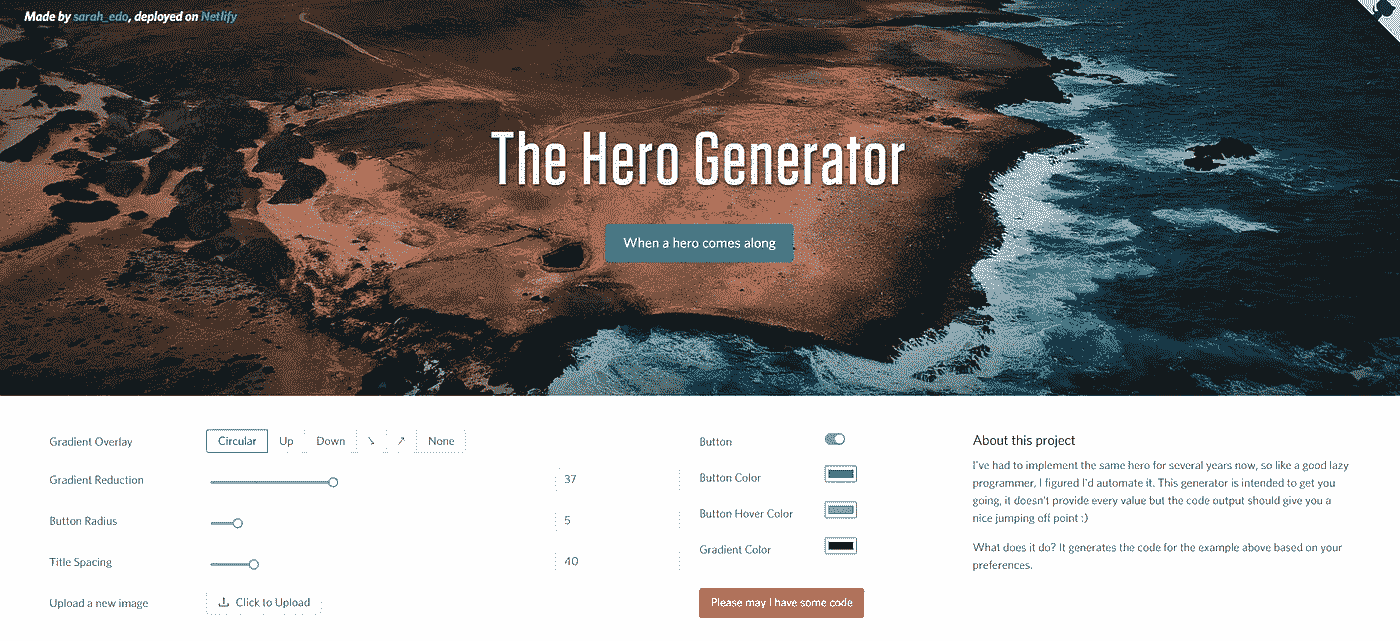 Made by sarah_edo, deployed on Netlify
The Hero Generator
When a hero comes along
Gradient Overlay
Circular
Up
Down
↘
↗
None
Gradient Reduction
37
Button Radius
5
Title Spacing
40
Upload a new image
Click to Upload
Button
Button Color
Button Hover Color
Gradient Color
Please may I have some code
About this project
I've had to implement the same hero for several years now, so like a good lazy
programmer, I figured I'd automate it. This generator is intended to get you
going, it doesn't provide every value but the code output should give you a
nice jumping off point :)
What does it do? It generates the code for the example above based on your
preferences.